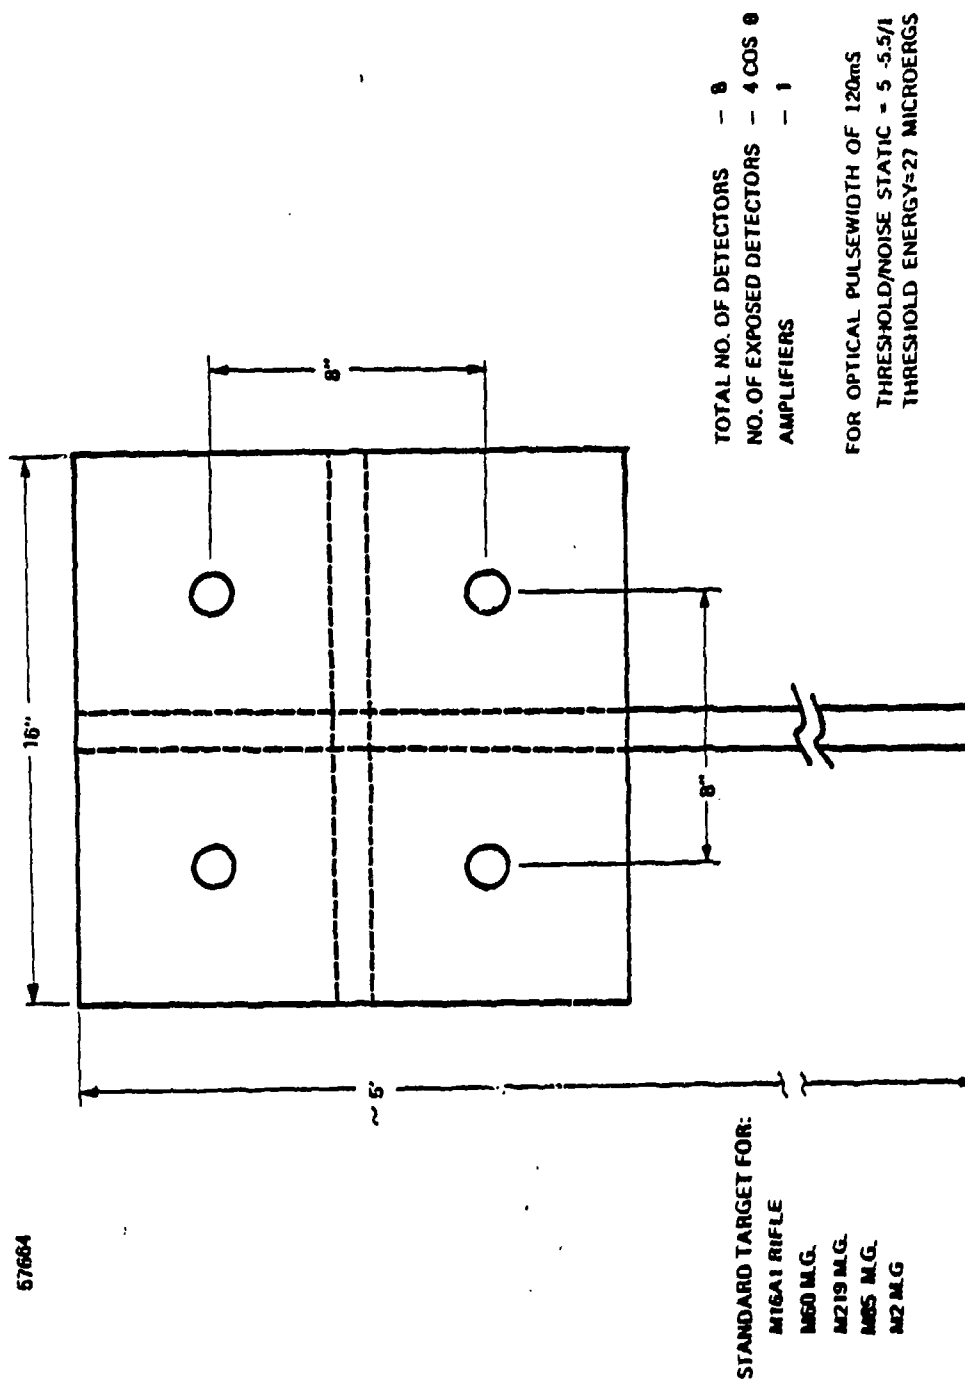 57664
16"
8"
8"
~ 5'
STANDARD TARGET FOR:
M16A1 RIFLE
M60 M.G.
M219 M.G.
M85 M.G.
M2 M.G
TOTAL NO. OF DETECTORS – 8
NO. OF EXPOSED DETECTORS – 4 COS θ
AMPLIFIERS – 1
FOR OPTICAL PULSEWIDTH OF 120mS
THRESHOLD/NOISE STATIC = 5 -5.5/1
THRESHOLD ENERGY=27 MICROERGS